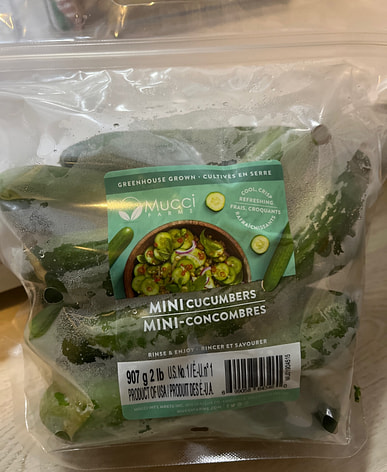 GREENHOUSE GROWN • CULTIVÉS EN SERRE
MUCCI
FARMS
COOL, CRISP
REFRESHING
FRAIS, CROQUANTS
RAFRAÎCHISSANTS
MINI CUCUMBERS
MINI-CONCOMBRES
RINSE & ENJOY • RINCER ET SAVOURER
907 g 2 lb U.S. No. 1/É-U. nº 1
PRODUCT OF USA/PRODUIT DES É.-U.A